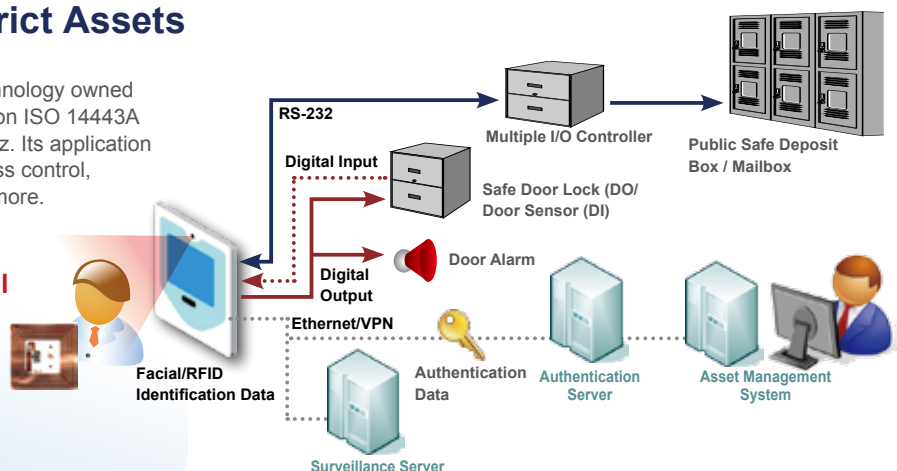 rict Assets
hnology owned
on ISO 14443A
z. Its application
ss control,
more.
l
RS-232
Multiple I/O Controller
Public Safe Deposit
Box / Mailbox
Digital Input
Safe Door Lock (DO/
Door Sensor (DI)
Door Alarm
Digital
Output
Ethernet/VPN
Facial/RFID
Identification Data
Authentication
Data
Authentication
Server
Asset Management
System
Surveillance Server